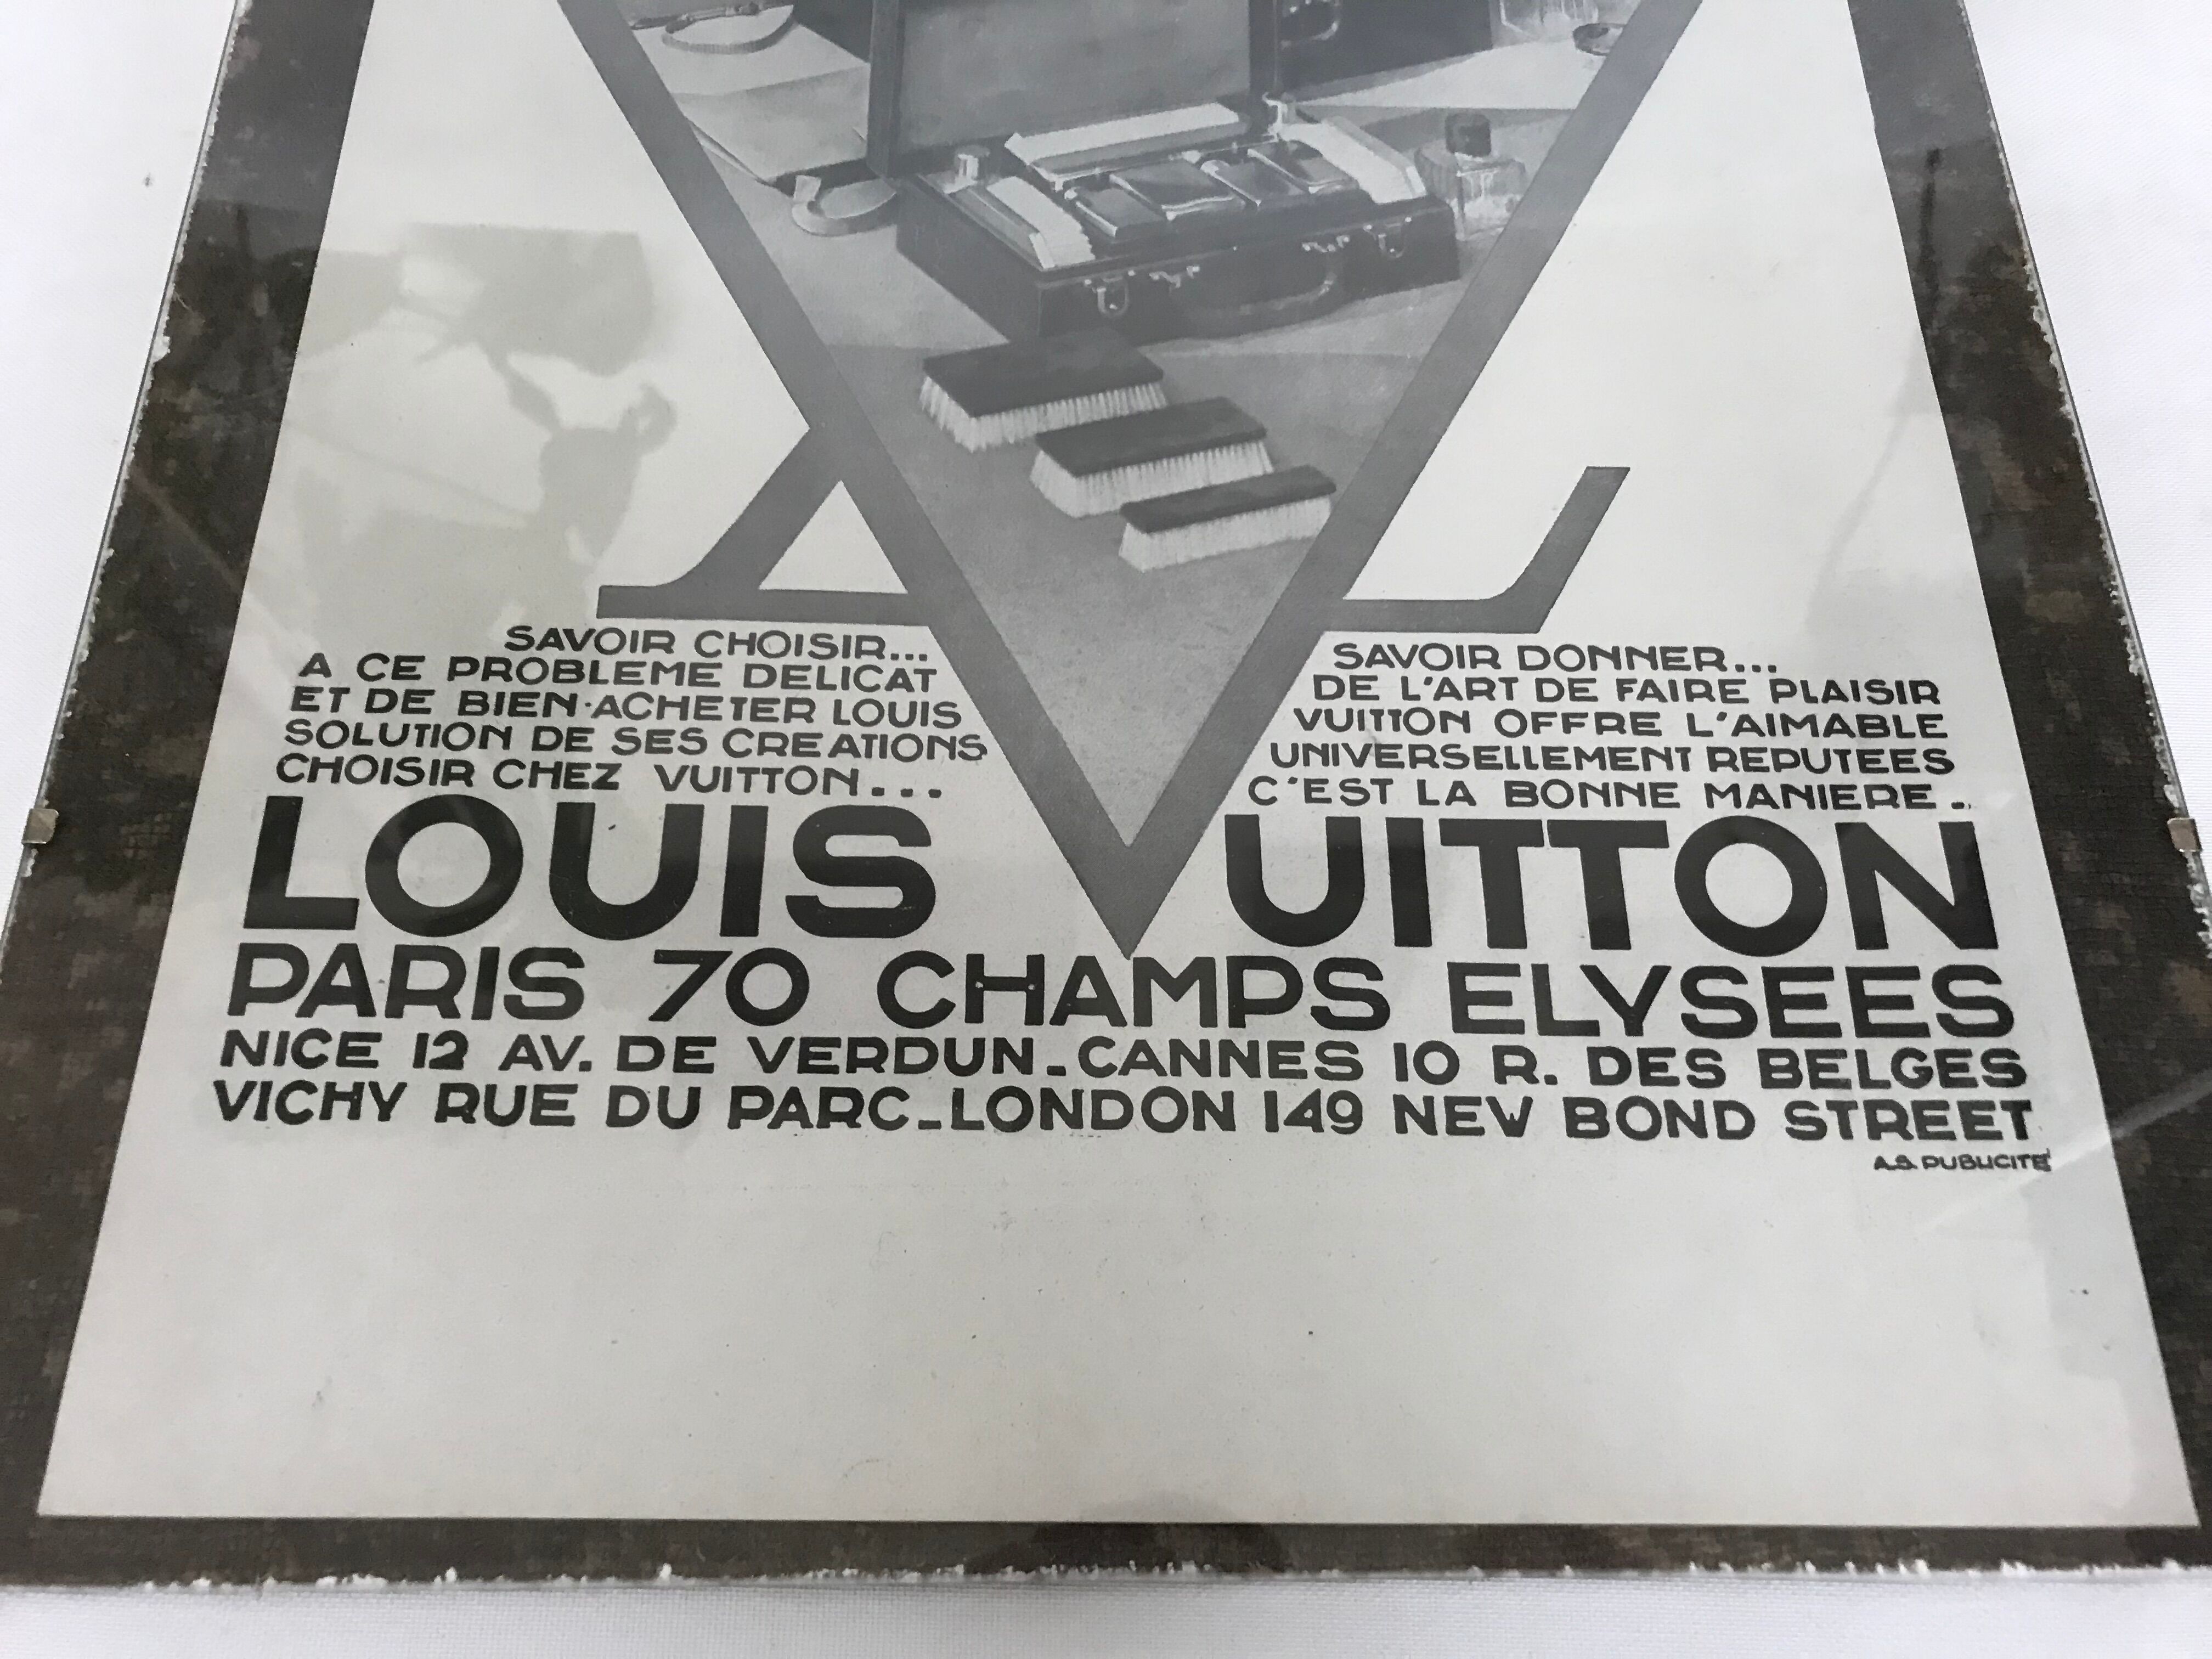 SAVOIR CHOISIR... SAVOIR DONNER...
A CE PROBLEME DELICAT DE L'ART DE FAIRE PLAISIR
ET DE BIEN·ACHETER LOUIS VUITTON OFFRE L'AIMABLE
SOLUTION DE SES CREATIONS UNIVERSELLEMENT REPUTEES
CHOISIR CHEZ VUITTON... C'EST LA BONNE MANIERE..
LOUIS VUITTON
PARIS 70 CHAMPS ELYSEES
NICE 12 AV. DE VERDUN_CANNES 10 R. DES BELGES
VICHY RUE DU PARC_LONDON 149 NEW BOND STREET
A.S. PUBLICITÉ